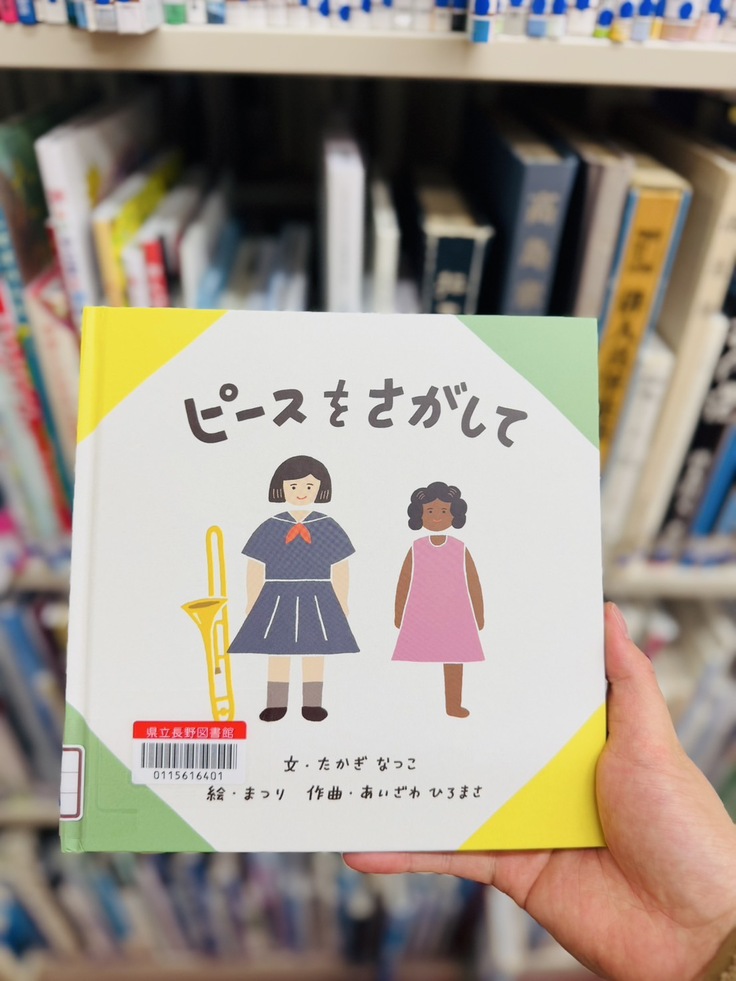 ピースをさがして
県立長野図書館
0115616401
文・たかぎ なつこ
絵・まつり 作曲・あいざわ ひろまさ